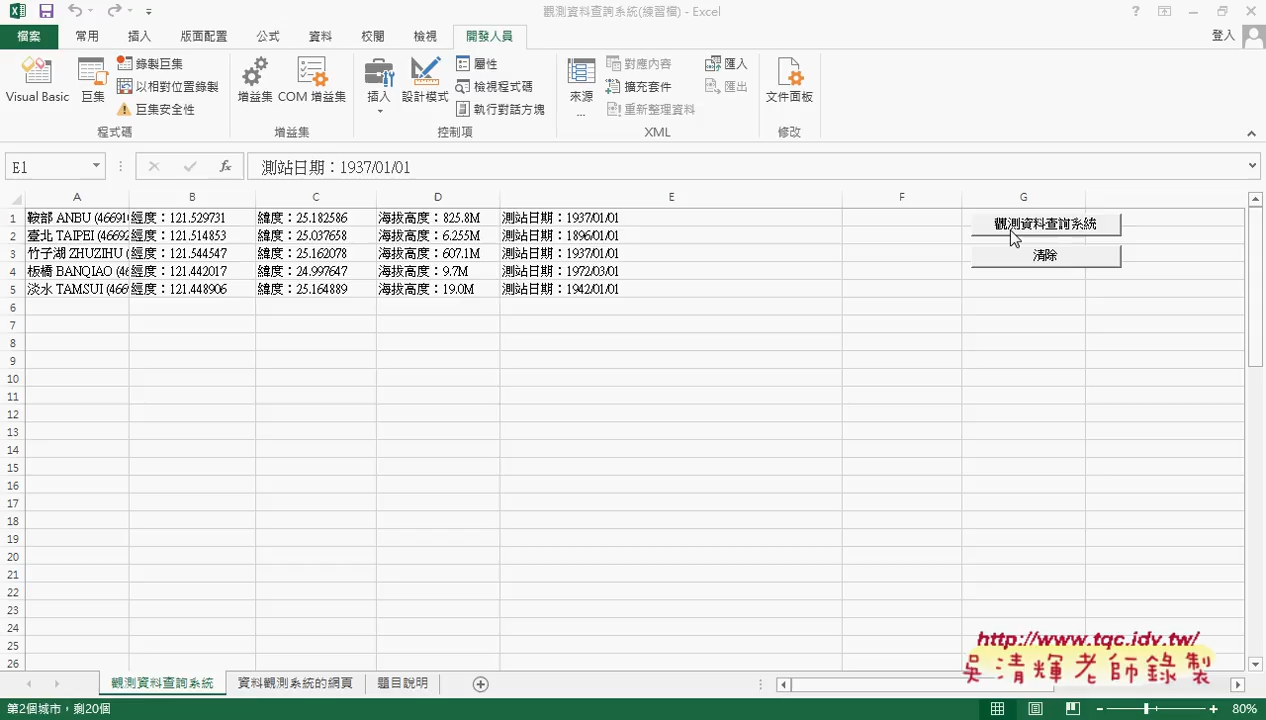 觀測資料查詢系統(練習檔) - Excel
檔案 常用 插入 版面配置 公式 資料 校閱 檢視 開發人員 登入
Visual Basic 巨集 錄製巨集 以相對位置錄製 巨集安全性 程式碼
增益集 COM 增益集 增益集
插入 設計模式 屬性 檢視程式碼 執行對話方塊 控制項
來源 ... 對應內容 擴充套件 重新整理資料 匯入 匯出 XML
文件面板 修改
E1 fx 測站日期：1937/01/01
A B C D E F G
1 鞍部 ANBU (46691 經度：121.529731 緯度：25.182586 海拔高度：825.8M 測站日期：1937/01/01 觀測資料查詢系統
2 臺北 TAIPEI (46692 經度：121.514853 緯度：25.037658 海拔高度：6.255M 測站日期：1896/01/01
3 竹子湖 ZHUZIHU ( 經度：121.544547 緯度：25.162078 海拔高度：607.1M 測站日期：1937/01/01 清除
4 板橋 BANQIAO (46 經度：121.442017 緯度：24.997647 海拔高度：9.7M 測站日期：1972/03/01
5 淡水 TAMSUI (466 經度：121.448906 緯度：25.164889 海拔高度：19.0M 測站日期：1942/01/01
6
7
8
9
10
11
12
13
14
15
16
17
18
19
20
21
22
23
24
25
26
http://www.tqc.idv.tw/
吳清輝老師錄製
觀測資料查詢系統 資料觀測系統的網頁 題目說明
第2個城市，剩20個 80%